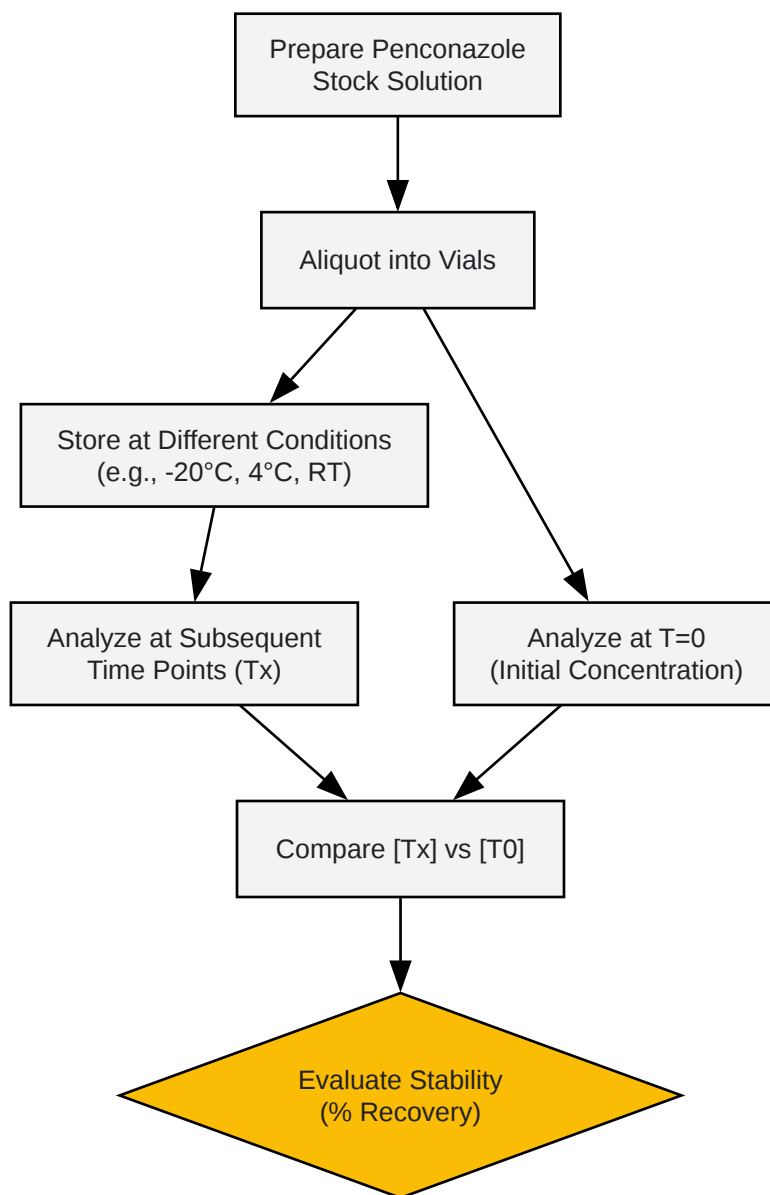 Prepare Penconazole
Stock Solution
Aliquot into Vials
Store at Different Conditions
(e.g., -20°C, 4°C, RT)
Analyze at Subsequent
Time Points (Tx)
Analyze at T=0
(Initial Concentration)
Compare [Tx] vs [T0]
Evaluate Stability
(% Recovery)